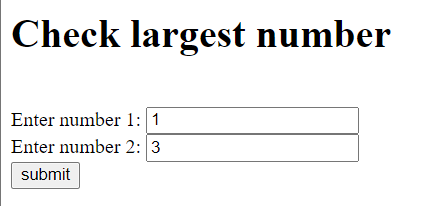 Check largest number
Enter number 1: 1
Enter number 2: 3
submit